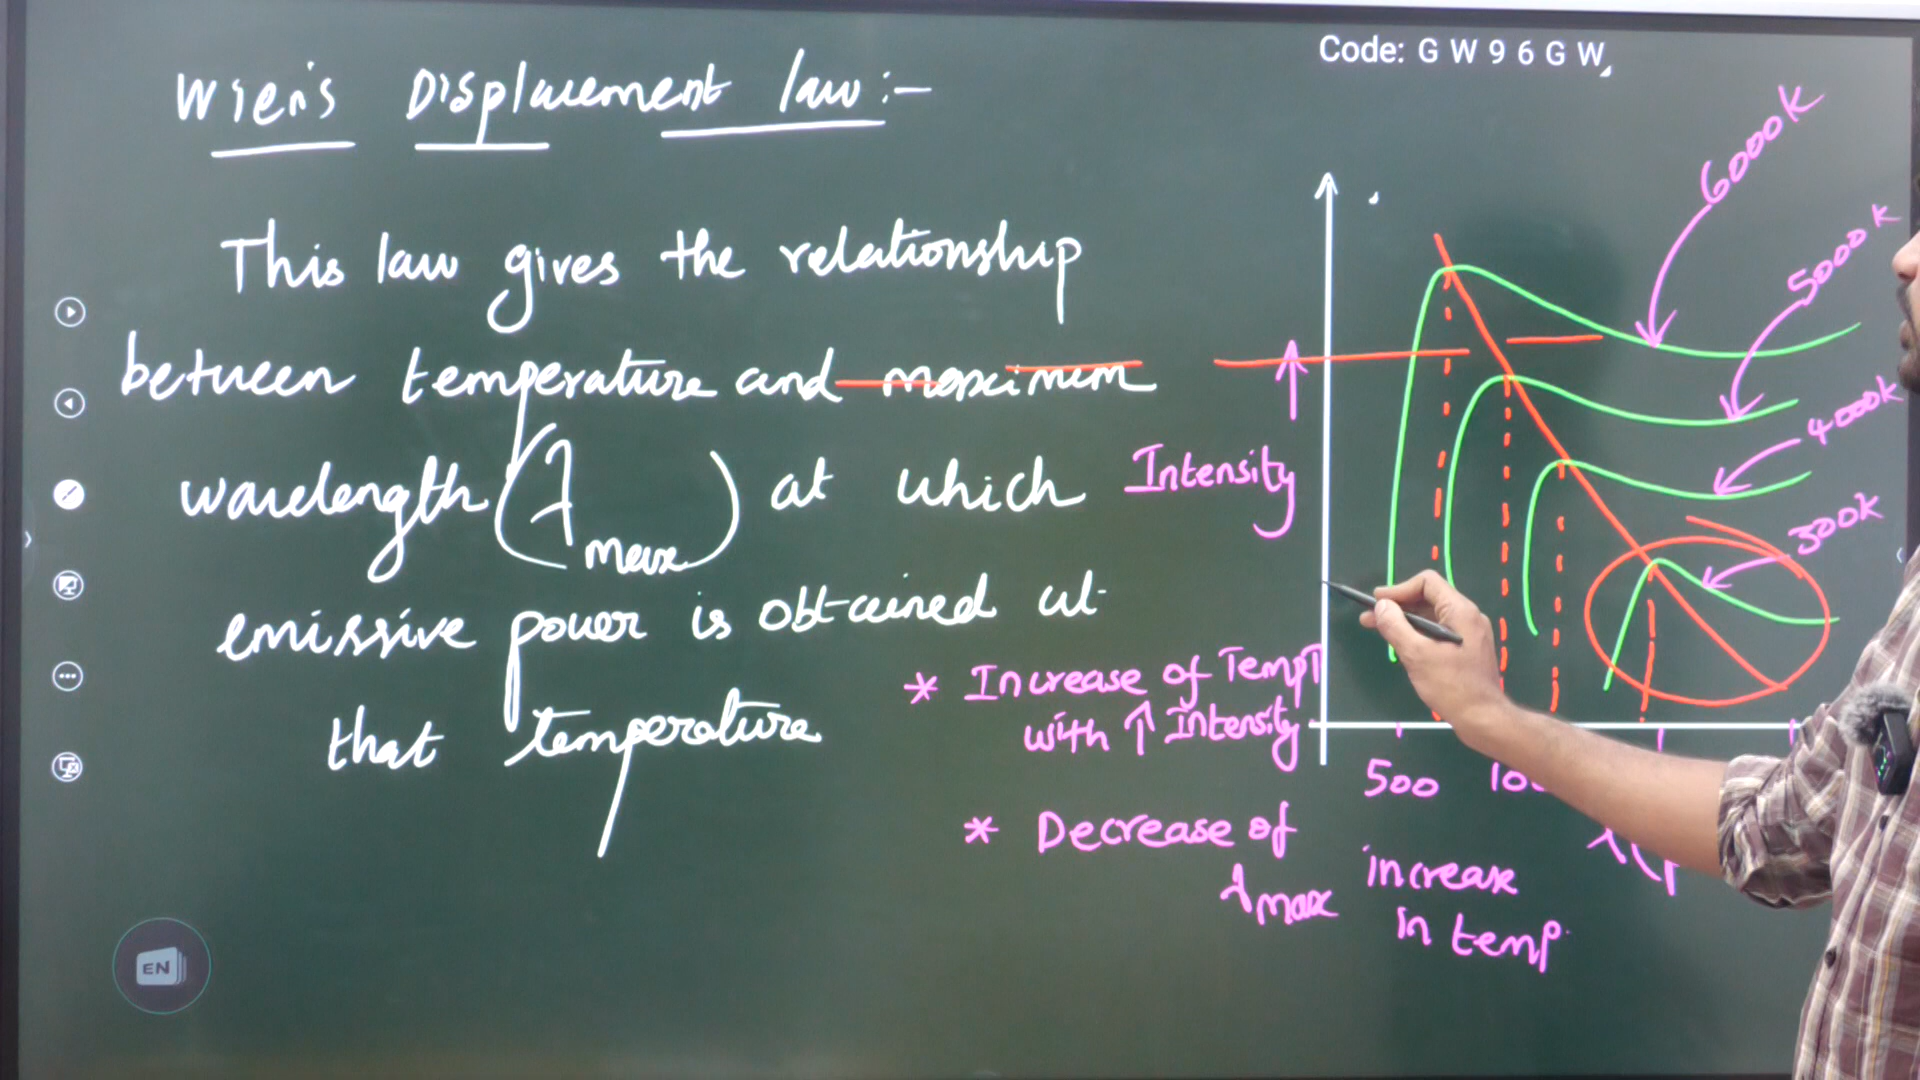 Code: G W 9 6 G W
Wien's Displacement law :-
This law gives the relationship
between temperature and maximum
wavelength (λmax) at which
emissive power is obtained at
that temperature
6000K
5000K
4000K
300K
Intensity
* Increase of Temp
with ↑ Intensity
500
* Decrease of
λmax increase
in temp
EN